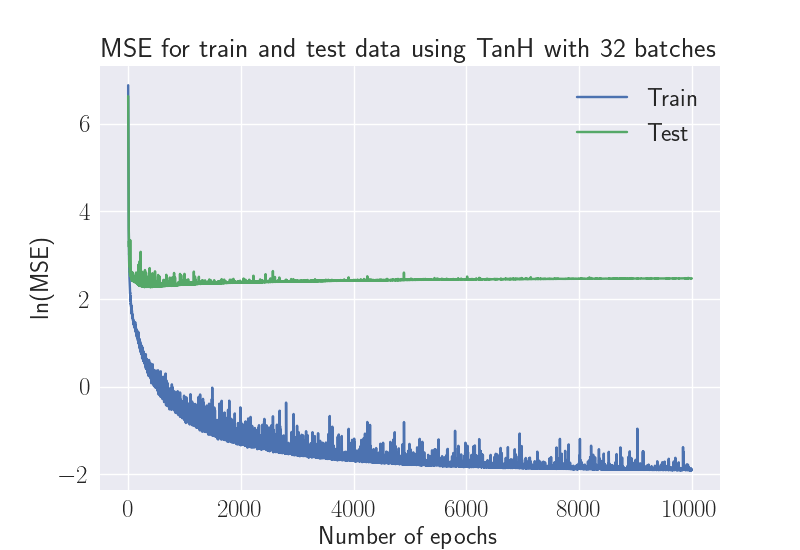 MSE for train and test data using TanH with 32 batches
Train
Test
6
4
2
0
−2
ln(MSE)
0 2000 4000 6000 8000 10000
Number of epochs